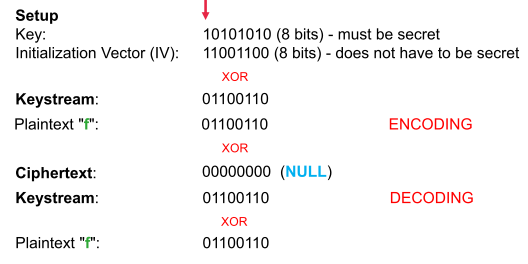 Setup
Key: 10101010 (8 bits) - must be secret
Initialization Vector (IV): 11001100 (8 bits) - does not have to be secret
XOR
Keystream: 01100110
Plaintext "f": 01100110 ENCODING
XOR
Ciphertext: 00000000 (NULL)
Keystream: 01100110 DECODING
XOR
Plaintext "f": 01100110